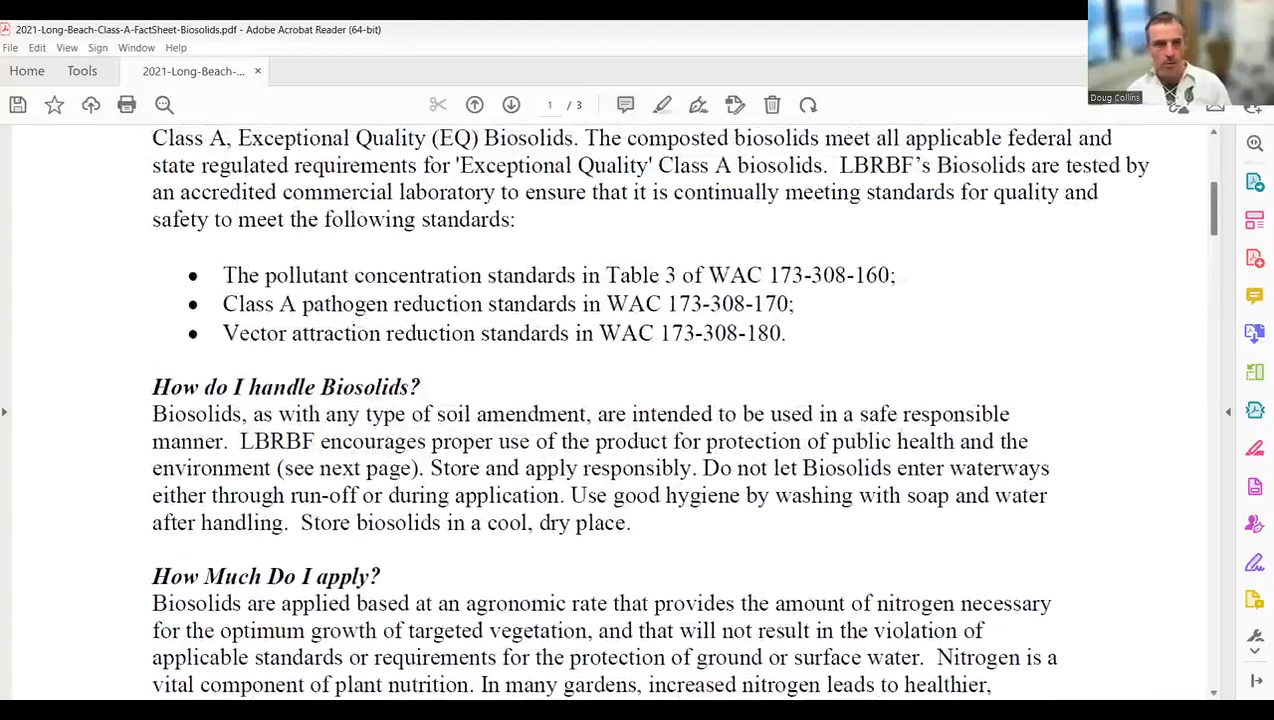 2021-Long-Beach-Class-A-FactSheet-Biosolids.pdf - Adobe Acrobat Reader (64-bit)
File Edit View Sign Window Help
Home Tools 2021-Long-Beach-... ×
1 / 3
Doug Collins
Class A, Exceptional Quality (EQ) Biosolids. The composted biosolids meet all applicable federal and
state regulated requirements for 'Exceptional Quality' Class A biosolids. LBRBF's Biosolids are tested by
an accredited commercial laboratory to ensure that it is continually meeting standards for quality and
safety to meet the following standards:
• The pollutant concentration standards in Table 3 of WAC 173-308-160;
• Class A pathogen reduction standards in WAC 173-308-170;
• Vector attraction reduction standards in WAC 173-308-180.
How do I handle Biosolids?
Biosolids, as with any type of soil amendment, are intended to be used in a safe responsible
manner. LBRBF encourages proper use of the product for protection of public health and the
environment (see next page). Store and apply responsibly. Do not let Biosolids enter waterways
either through run-off or during application. Use good hygiene by washing with soap and water
after handling. Store biosolids in a cool, dry place.
How Much Do I apply?
Biosolids are applied based at an agronomic rate that provides the amount of nitrogen necessary
for the optimum growth of targeted vegetation, and that will not result in the violation of
applicable standards or requirements for the protection of ground or surface water. Nitrogen is a
vital component of plant nutrition. In many gardens, increased nitrogen leads to healthier,